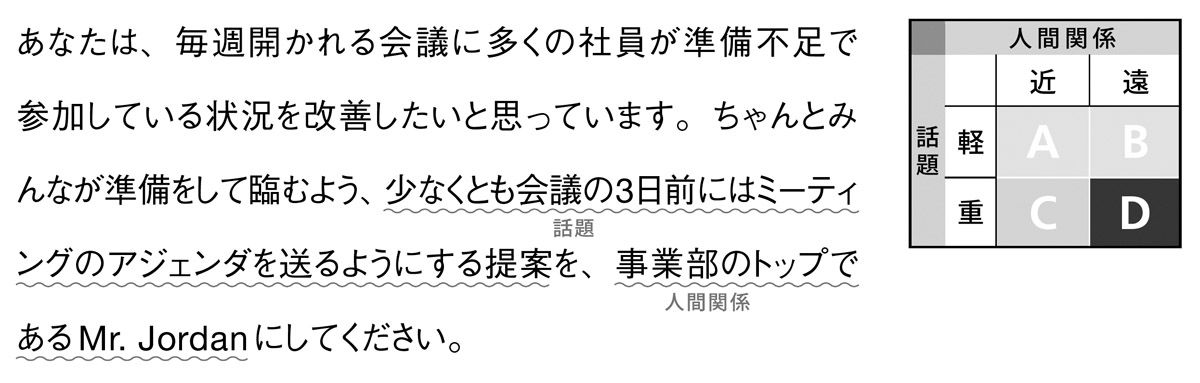 あなたは、毎週開かれる会議に多くの社員が準備不足で
参加している状況を改善したいと思っています。ちゃんとみ
んなが準備をして臨むよう、少なくとも会議の3日前にはミーティ
話題
ングのアジェンダを送るようにする提案を、事業部のトップで
人間関係
あるMr. Jordanにしてください。
人間関係
近 遠
話題
軽 A B
重 C D